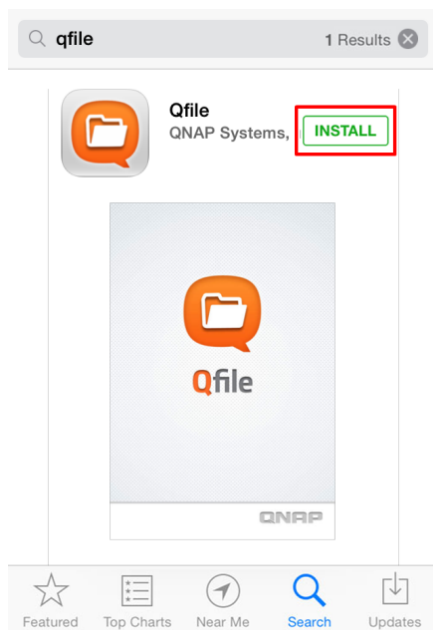 qfile 1 Results
Qfile
QNAP Systems,
INSTALL
Qfile
QNAP
Featured Top Charts Near Me Search Updates